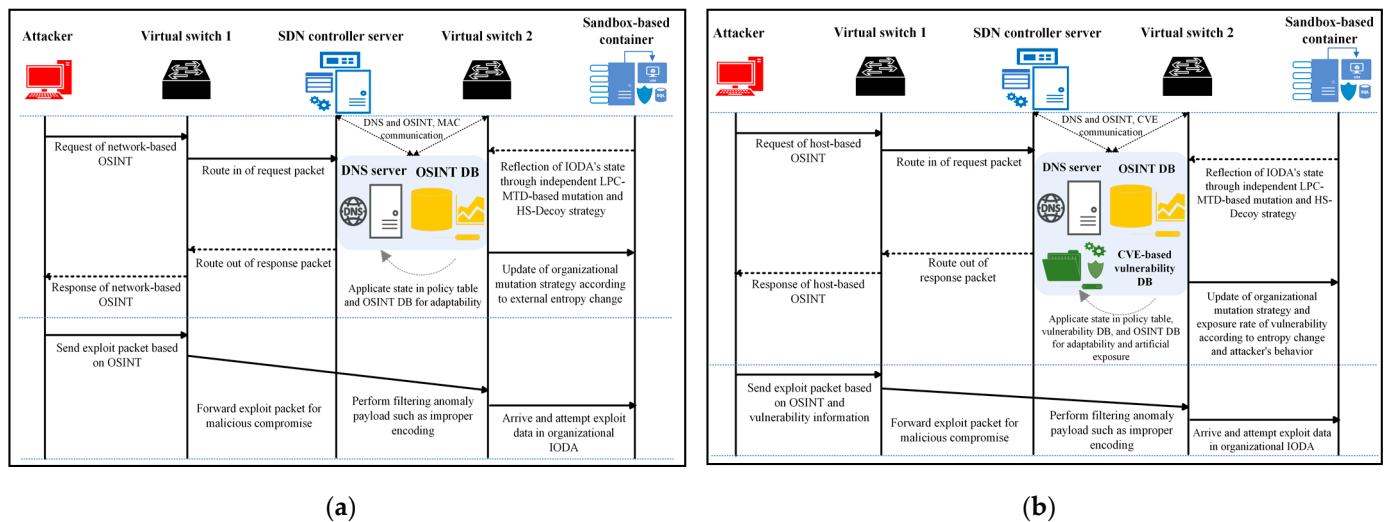 Attacker
Virtual switch 1
SDN controller server
Virtual switch 2
Sandbox-based
container
DNS and OSINT, MAC
communication
Request of network-based
OSINT
Route in of request packet
DNS server
OSINT DB
DNS
Reflection of IODA's state
through independent LPC-
MTD-based mutation and
HS-Decoy strategy
Route out of response packet
Response of network-based
OSINT
Applicate state in policy table
and OSINT DB for adaptability
Update of organizational
mutation strategy according
to external entropy change
Send exploit packet based
on OSINT
Forward exploit packet for
malicious compromise
Perform filtering anomaly
payload such as improper
encoding
Arrive and attempt exploit
data in organizational
IODA
(a)
Attacker
Virtual switch 1
SDN controller server
Virtual switch 2
Sandbox-based
container
DNS and OSINT, CVE
communication
Request of host-based
OSINT
Route in of request packet
DNS server
OSINT DB
DNS
Reflection of IODA's state
through independent LPC-
MTD-based mutation and HS-
Decoy strategy
CVE-based
vulnerability
DB
Route out of
response packet
Response of host-based
OSINT
Applicate state in policy table,
vulnerability DB, and OSINT DB
for adaptability and artificial
exposure
Update of organizational
mutation strategy and
exposure rate of vulnerability
according to entropy change
and attacker's behavior
Send exploit packet based
on OSINT and
vulnerability information
Forward exploit packet for
malicious compromise
Perform filtering anomaly
payload such as improper
encoding
Arrive and attempt exploit data
in organizational IODA
(b)